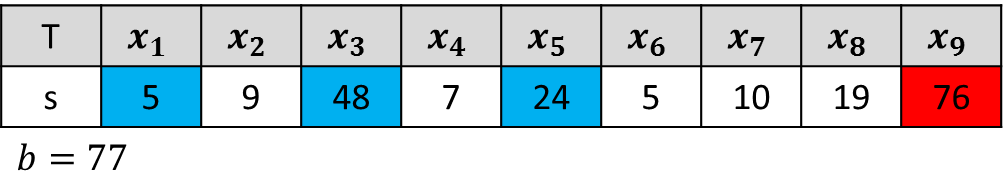 T x₁ x₂ x₃ x₄ x₅ x₆ x₇ x₈ x₉
s 5 9 48 7 24 5 10 19 76
b = 77